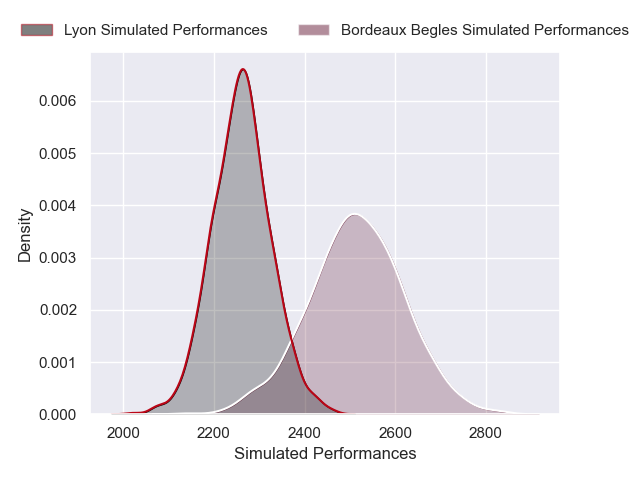 Lyon Simulated Performances
Bordeaux Begles Simulated Performances
0.006
0.005
0.004
0.003
0.002
0.001
0.000
Density
2000 2200 2400 2600 2800
Simulated Performances